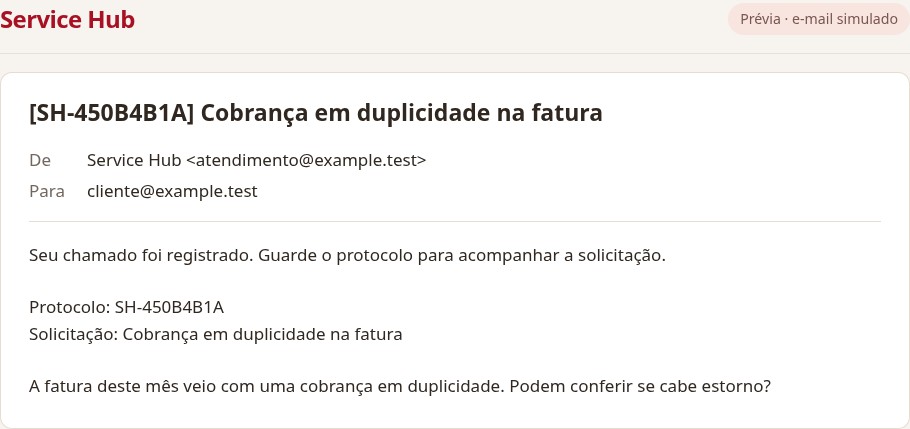 Service Hub
Prévia · e-mail simulado
[SH-450B4B1A] Cobrança em duplicidade na fatura
De Service Hub <atendimento@example.test>
Para cliente@example.test
Seu chamado foi registrado. Guarde o protocolo para acompanhar a solicitação.
Protocolo: SH-450B4B1A
Solicitação: Cobrança em duplicidade na fatura
A fatura deste mês veio com uma cobrança em duplicidade. Podem conferir se cabe estorno?